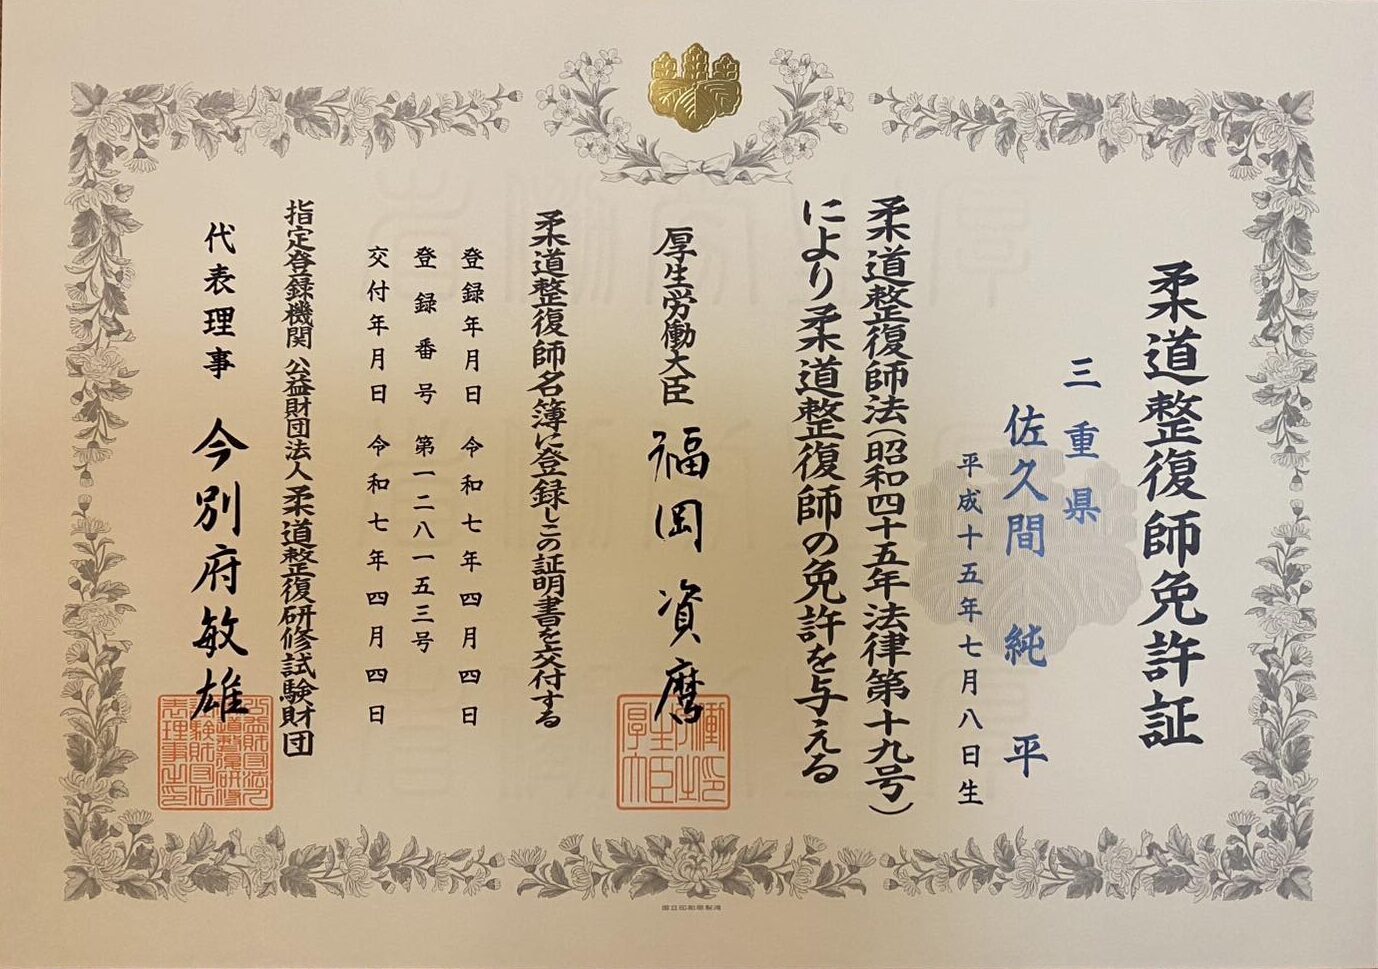 柔道整復師免許証
三重県
佐久間 純平
平成十五年七月八日生
柔道整復師法(昭和四十五年法律第十九号)
により柔道整復師の免許を与える
厚生労働大臣 福岡資麿
柔道整復師名簿に登録しこの証明書を交付する
登録年月日 令和七年四月四日
登録番号 第一二八一五三号
交付年月日 令和七年四月四日
指定登録機関 公益財団法人柔道整復研修試験財団
代表理事 今別府敏雄
国立印刷局製造